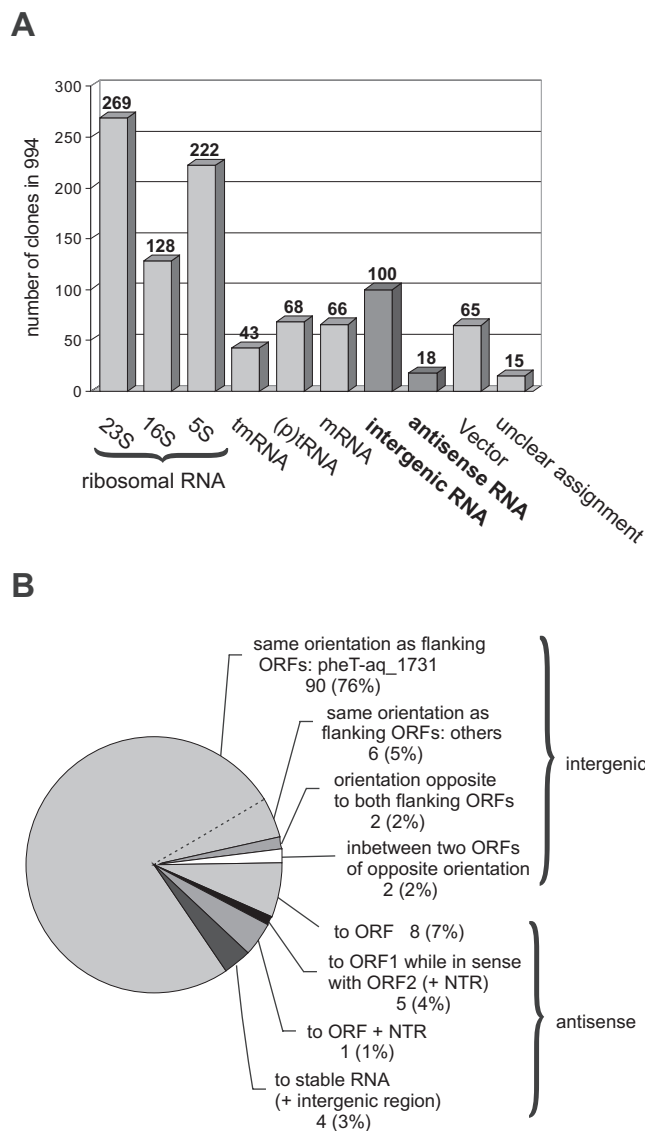 A
number of clones in 994
300
250
200
150
100
50
0
269
128
222
43
68
66
100
18
65
15
23S
16S
5S
tmRNA
(p)tRNA
mRNA
intergenic RNA
antisense RNA
Vector
unclear assignment
ribosomal RNA
B
same orientation as flanking
ORFs: pheT-aq_1731
90 (76%)
same orientation as
flanking ORFs: others
6 (5%)
orientation opposite
to both flanking ORFs
2 (2%)
inbetween two ORFs
of opposite orientation
2 (2%)
intergenic
to ORF 8 (7%)
to ORF1 while in sense
with ORF2 (+ NTR)
5 (4%)
to ORF + NTR
1 (1%)
to stable RNA
(+ intergenic region)
4 (3%)
antisense